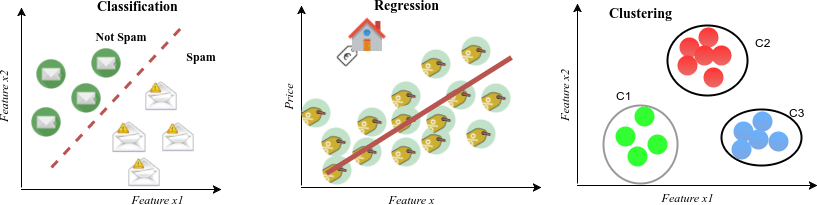 Classification
Not Spam
Spam
Feature x2
Feature x1
Regression
Price
Feature x
Clustering
C2
C1
C3
Feature x2
Feature x1